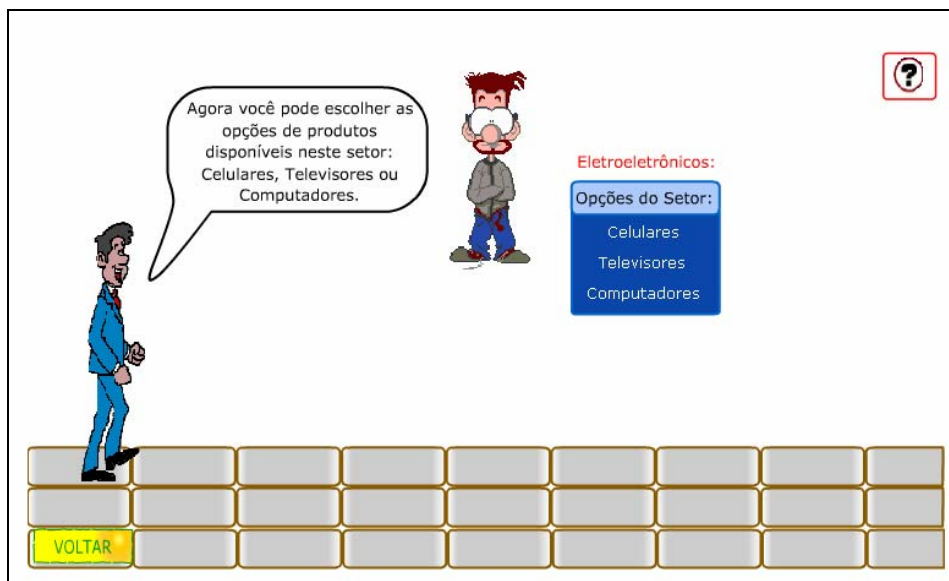 Agora você pode escolher as
opções de produtos
disponíveis neste setor:
Celulares, Televisores ou
Computadores.
?
Eletroeletrônicos:
Opções do Setor:
Celulares
Televisores
Computadores
VOLTAR